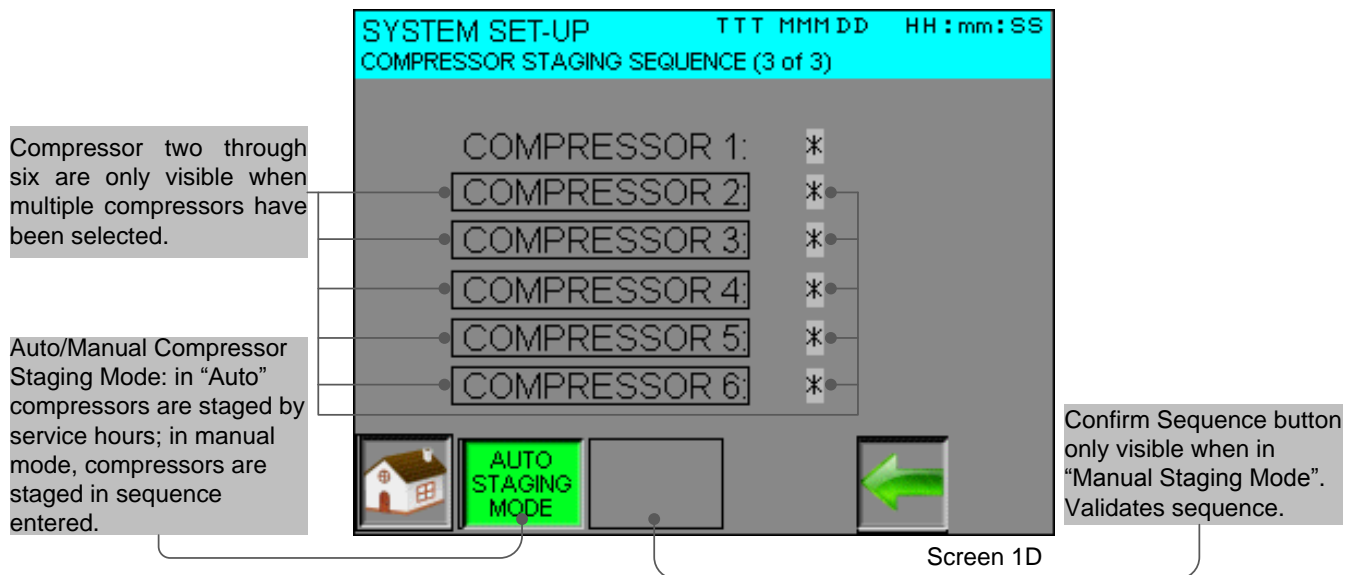 SYSTEM SET-UP TTT MMM DD HH:mm:SS
COMPRESSOR STAGING SEQUENCE (3 of 3)
Compressor two through
six are only visible when
multiple compressors have
been selected.
COMPRESSOR 1: *
COMPRESSOR 2: *
COMPRESSOR 3: *
COMPRESSOR 4: *
COMPRESSOR 5: *
COMPRESSOR 6: *
Auto/Manual Compressor
Staging Mode: in “Auto”
compressors are staged by
service hours; in manual
mode, compressors are
staged in sequence
entered.
AUTO
STAGING
MODE
Confirm Sequence button
only visible when in
“Manual Staging Mode”.
Validates sequence.
Screen 1D